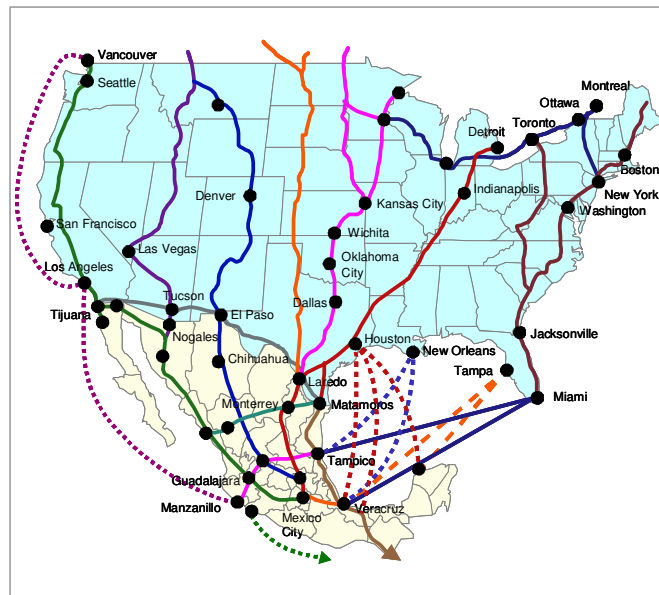 Vancouver
Seattle
Montreal
Ottawa
Toronto
Detroit
Boston
Denver
Indianapolis
New York
Kansas City
Washington
San Francisco
Wichita
Las Vegas
Oklahoma
City
Los Angeles
Tucson
Dallas
Tijuana
El Paso
Nogales
Houston
Jacksonville
New Orleans
Chihuahua
Tampa
Laredo
Miami
Monterrey
Matamoros
Tampico
Guadalajara
Manzanillo
Veracruz
Mexico
City